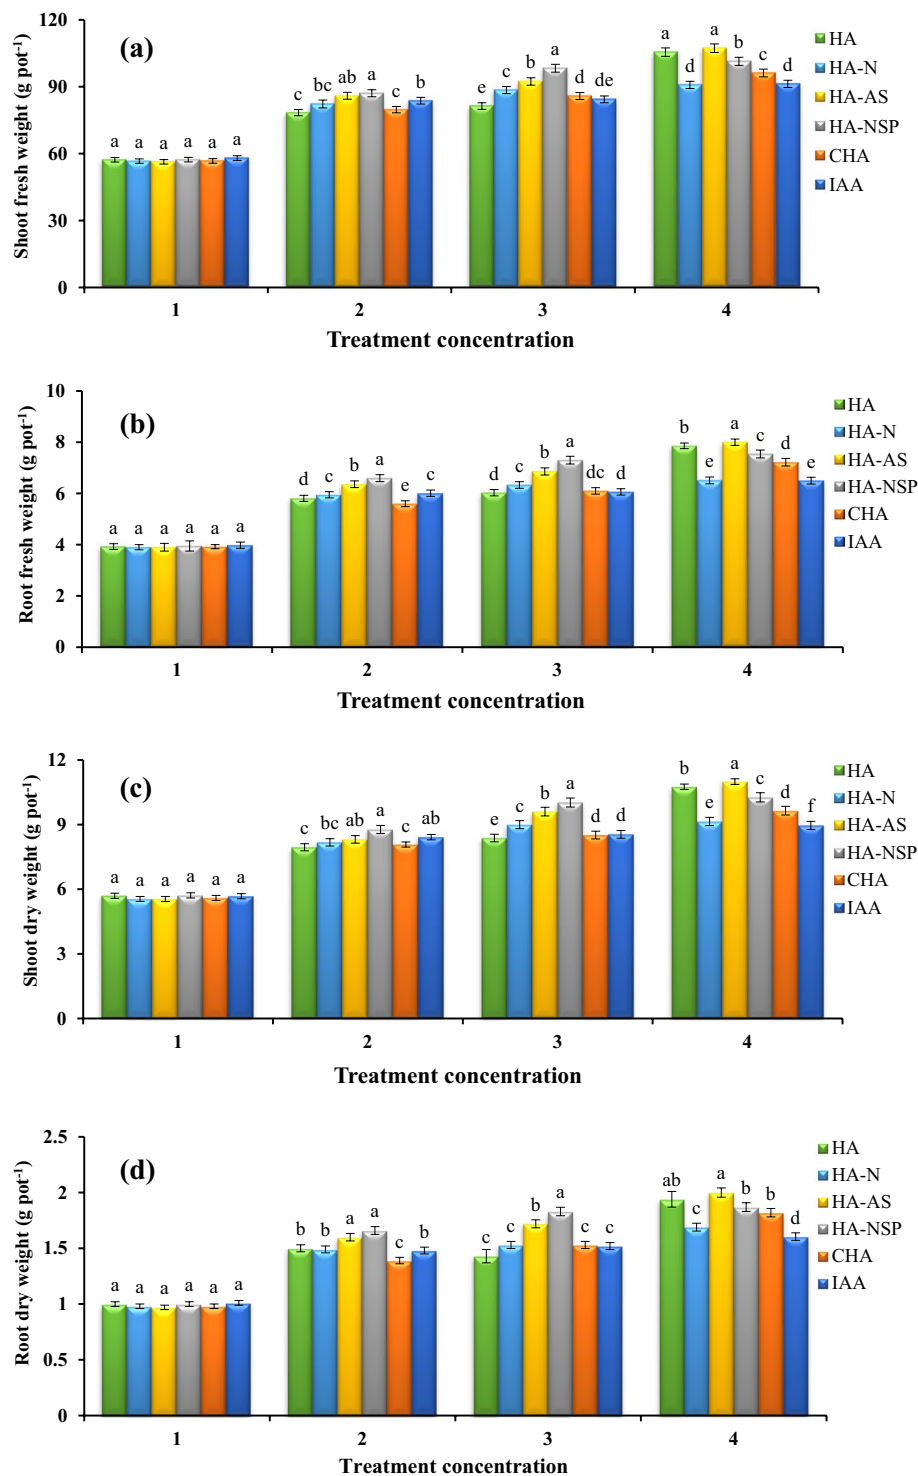 120
90
60
30
0
Shoot fresh weight (g pot-1)
(a)
a a a a a a
c bc ab a c b
e c b a d de
a d a b c d
1 2 3 4
Treatment concentration
HA
HA-N
HA-AS
HA-NSP
CHA
IAA
10
8
6
4
2
0
Root fresh weight (g pot-1)
(b)
a a a a a a
d c b a e c
d c b a dc d
b e a c d e
1 2 3 4
Treatment concentration
HA
HA-N
HA-AS
HA-NSP
CHA
IAA
12
9
6
3
0
Shoot dry weight (g pot-1)
(c)
a a a a a a
c bc ab a c ab
e c b a d d
b e a c d f
1 2 3 4
Treatment concentration
HA
HA-N
HA-AS
HA-NSP
CHA
IAA
2.5
2
1.5
1
0.5
0
Root dry weight (g pot-1)
(d)
a a a a a a
b b a a c b
c c b a c c
ab c a b b d
1 2 3 4
Treatment concentration
HA
HA-N
HA-AS
HA-NSP
CHA
IAA